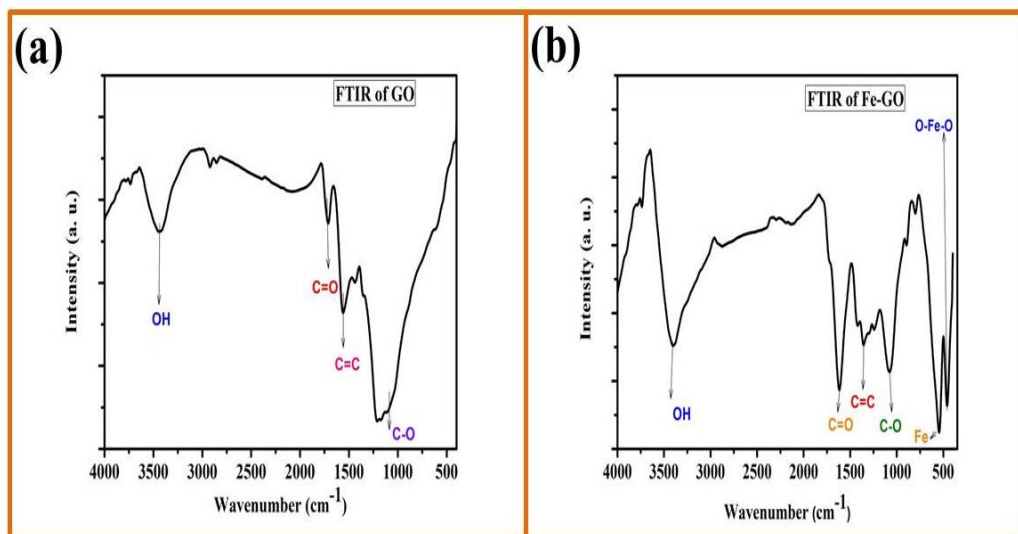 (a)
FTIR of GO
Intensity (a. u.)
OH
C=O
C=C
C-O
4000 3500 3000 2500 2000 1500 1000 500
Wavenumber (cm⁻¹)
(b)
FTIR of Fe-GO
O-Fe-O
Intensity (a. u.)
OH
C=O
C=C
C-O
Fe
4000 3500 3000 2500 2000 1500 1000 500
Wavenumber (cm⁻¹)